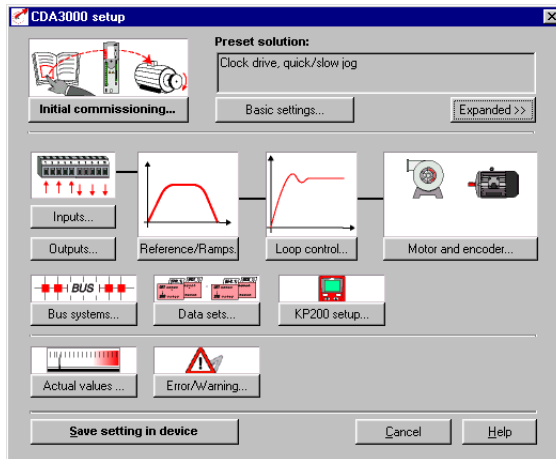 CDA3000 setup
Preset solution:
Clock drive, quick/slow jog
Initial commissioning...
Basic settings...
Expanded >>
Inputs...
Outputs...
Reference/Ramps.
Loop control...
Motor and encoder...
BUS
Bus systems...
Data sets...
KP200 setup...
Actual values ...
Error/Warning...
Save setting in device
Cancel
Help